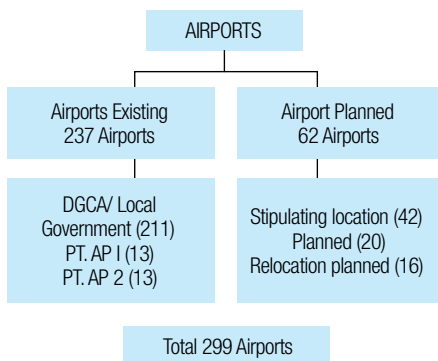 AIRPORTS
Airports Existing
237 Airports
Airport Planned
62 Airports
DGCA/ Local
Government (211)
PT. AP I (13)
PT. AP 2 (13)
Stipulating location (42)
Planned (20)
Relocation planned (16)
Total 299 Airports